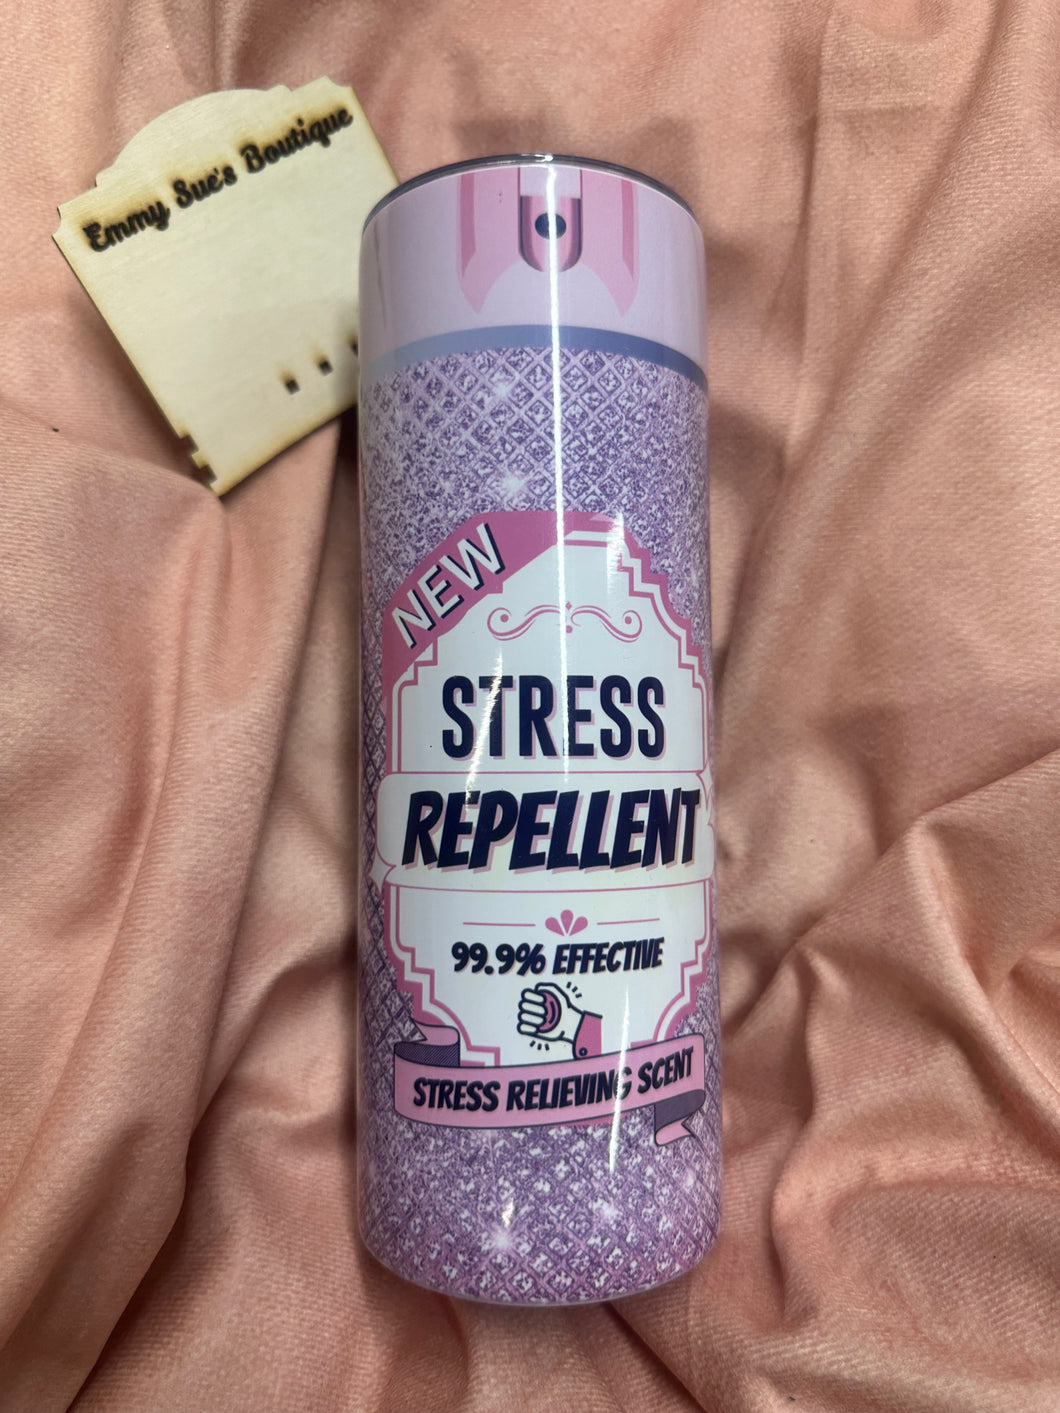 Emmy Sue's Boutique
NEW
STRESS
REPELLENT
99.9% EFFECTIVE
STRESS RELIEVING SCENT